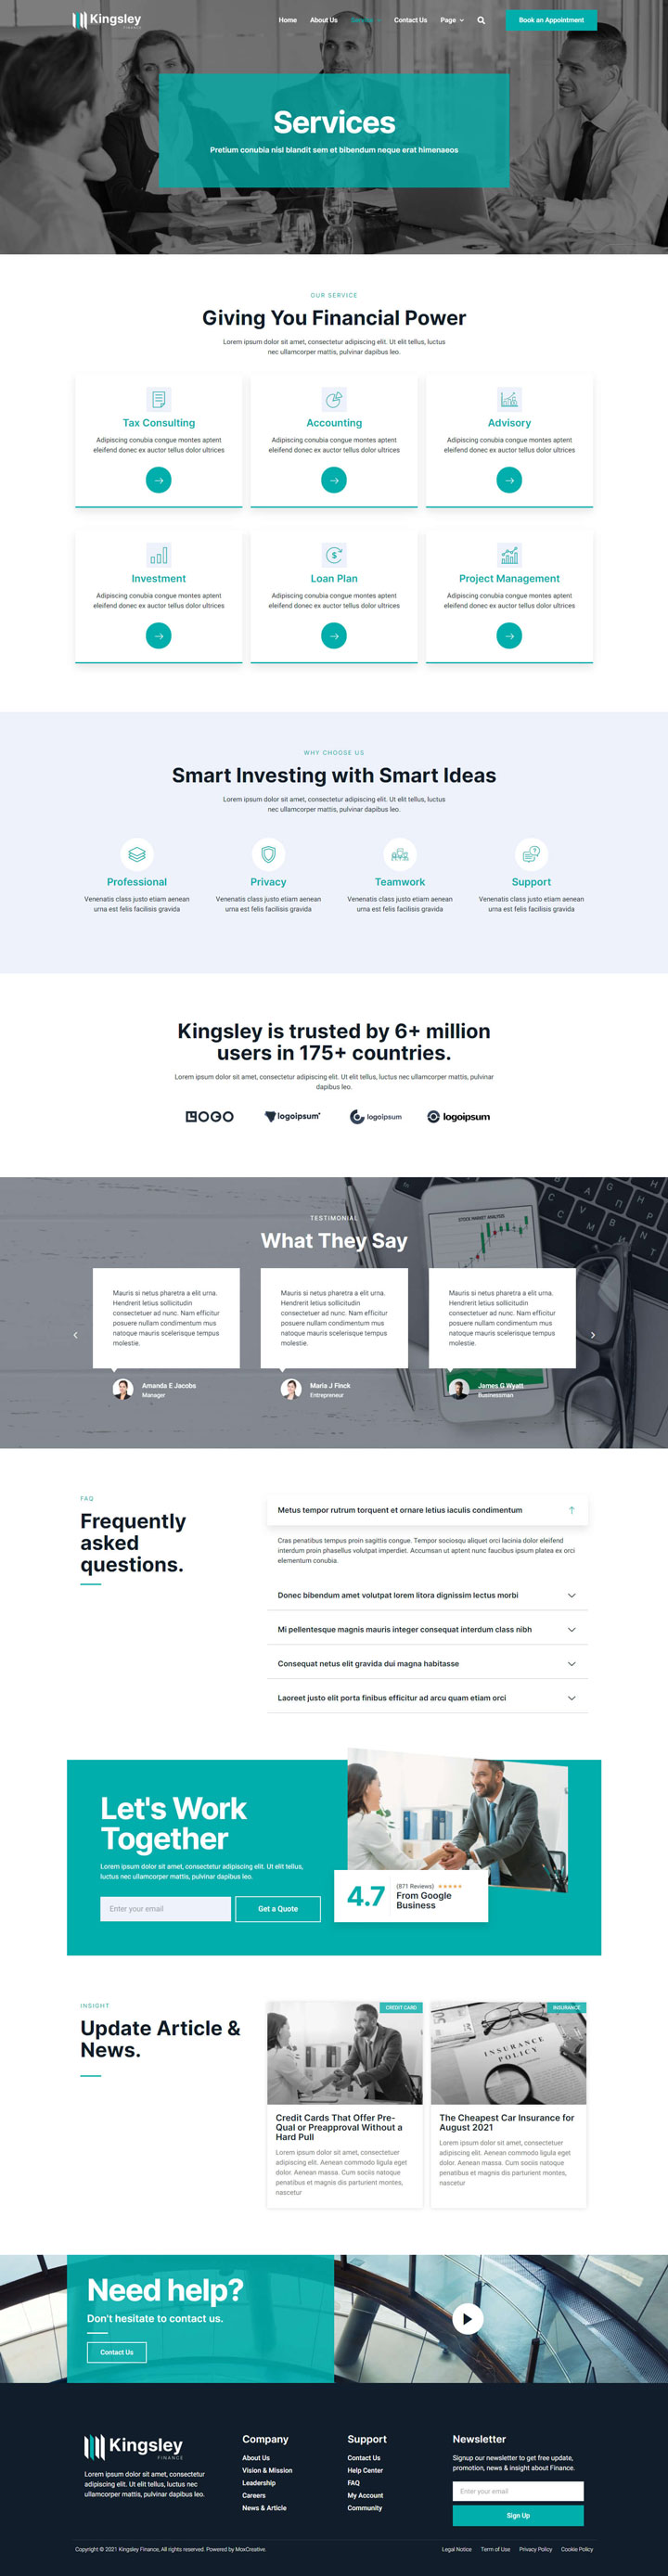 Kingsley
FINANCE
Home About Us Service Contact Us Page Book an Appointment
Services
Pretium conubia nisl blandit sem et bibendum neque erat himenaeos
OUR SERVICE
Giving You Financial Power
Lorem ipsum dolor sit amet, consectetur adipiscing elit. Ut elit tellus, luctus
nec ullamcorper mattis, pulvinar dapibus leo.
Tax Consulting
Adipiscing conubia congue montes aptent
eleifend donec ex auctor tellus dolor ultrices
Accounting
Adipiscing conubia congue montes aptent
eleifend donec ex auctor tellus dolor ultrices
Advisory
Adipiscing conubia congue montes aptent
eleifend donec ex auctor tellus dolor ultrices
Investment
Adipiscing conubia congue montes aptent
eleifend donec ex auctor tellus dolor ultrices
Loan Plan
Adipiscing conubia congue montes aptent
eleifend donec ex auctor tellus dolor ultrices
Project Management
Adipiscing conubia congue montes aptent
eleifend donec ex auctor tellus dolor ultrices
WHY CHOOSE US
Smart Investing with Smart Ideas
Lorem ipsum dolor sit amet, consectetur adipiscing elit. Ut elit tellus, luctus
nec ullamcorper mattis, pulvinar dapibus leo.
Professional
Venenatis class justo etiam aenean
urna est felis facilisis gravida
Privacy
Venenatis class justo etiam aenean
urna est felis facilisis gravida
Teamwork
Venenatis class justo etiam aenean
urna est felis facilisis gravida
Support
Venenatis class justo etiam aenean
urna est felis facilisis gravida
Kingsley is trusted by 6+ million
users in 175+ countries.
Lorem ipsum dolor sit amet, consectetur adipiscing elit. Ut elit tellus, luctus nec ullamcorper mattis, pulvinar
dapibus leo.
LOGO logoipsum logoipsum logoipsum
STOCK MARKET ANALYSIS
TESTIMONIAL
What They Say
Mauris si netus pharetra a elit urna.
Hendrerit letius sollicitudin
consectetuer ad nunc. Nam efficitur
posuere nullam condimentum mus
natoque mauris scelerisque tempus
molestie.
Amanda E Jacobs
Manager
Mauris si netus pharetra a elit urna.
Hendrerit letius sollicitudin
consectetuer ad nunc. Nam efficitur
posuere nullam condimentum mus
natoque mauris scelerisque tempus
molestie.
Maria J Finck
Entrepreneur
Mauris si netus pharetra a elit urna.
Hendrerit letius sollicitudin
consectetuer ad nunc. Nam efficitur
posuere nullam condimentum mus
natoque mauris scelerisque tempus
molestie.
James G Wyatt
Businessman
FAQ
Frequently
asked
questions.
Metus tempor rutrum torquent et ornare letius iaculis condimentum
Cras penatibus tempus proin sagittis congue. Tempor sociosqu aliquet orci lacinia dolor eleifend
interdum proin phasellus volutpat imperdiet. Accumsan ut aptent nunc faucibus ipsum platea ex orci
elementum conubia.
Donec bibendum amet volutpat lorem litora dignissim lectus morbi
Mi pellentesque magnis mauris integer consequat interdum class nibh
Consequat netus elit gravida dui magna habitasse
Laoreet justo elit porta finibus efficitur ad arcu quam etiam orci
Let's Work
Together
Lorem ipsum dolor sit amet, consectetur adipiscing elit. Ut elit tellus,
luctus nec ullamcorper mattis, pulvinar dapibus leo.
Enter your email
Get a Quote
4.7
(871 Reviews) ★★★★★
From Google
Business
INSIGHT
Update Article &
News.
CREDIT CARD
Credit Cards That Offer Pre-
Qual or Preapproval Without a
Hard Pull
Lorem ipsum dolor sit amet, consectetuer
adipiscing elit. Aenean commodo ligula eget
dolor. Aenean massa. Cum sociis natoque
penatibus et magnis dis parturient montes,
nascetur
INSURANCE
INSURANCE
POLICY
The Cheapest Car Insurance for
August 2021
Lorem ipsum dolor sit amet, consectetuer
adipiscing elit. Aenean commodo ligula eget
dolor. Aenean massa. Cum sociis natoque
penatibus et magnis dis parturient montes,
nascetur
Need help?
Don't hesitate to contact us.
Contact Us
Kingsley
FINANCE
Lorem ipsum dolor sit amet, consectetur
adipiscing elit. Ut elit tellus, luctus nec
ullamcorper mattis, pulvinar dapibus leo.
Company
About Us
Vision & Mission
Leadership
Careers
News & Article
Support
Contact Us
Help Center
FAQ
My Account
Community
Newsletter
Signup our newsletter to get free update,
promotion, news & insight about Finance.
Enter your email
Sign Up
Copyright © 2021 Kingsley Finance, All rights reserved. Powered by MoxCreative.
Legal Notice Term of Use Privacy Policy Cookie Policy